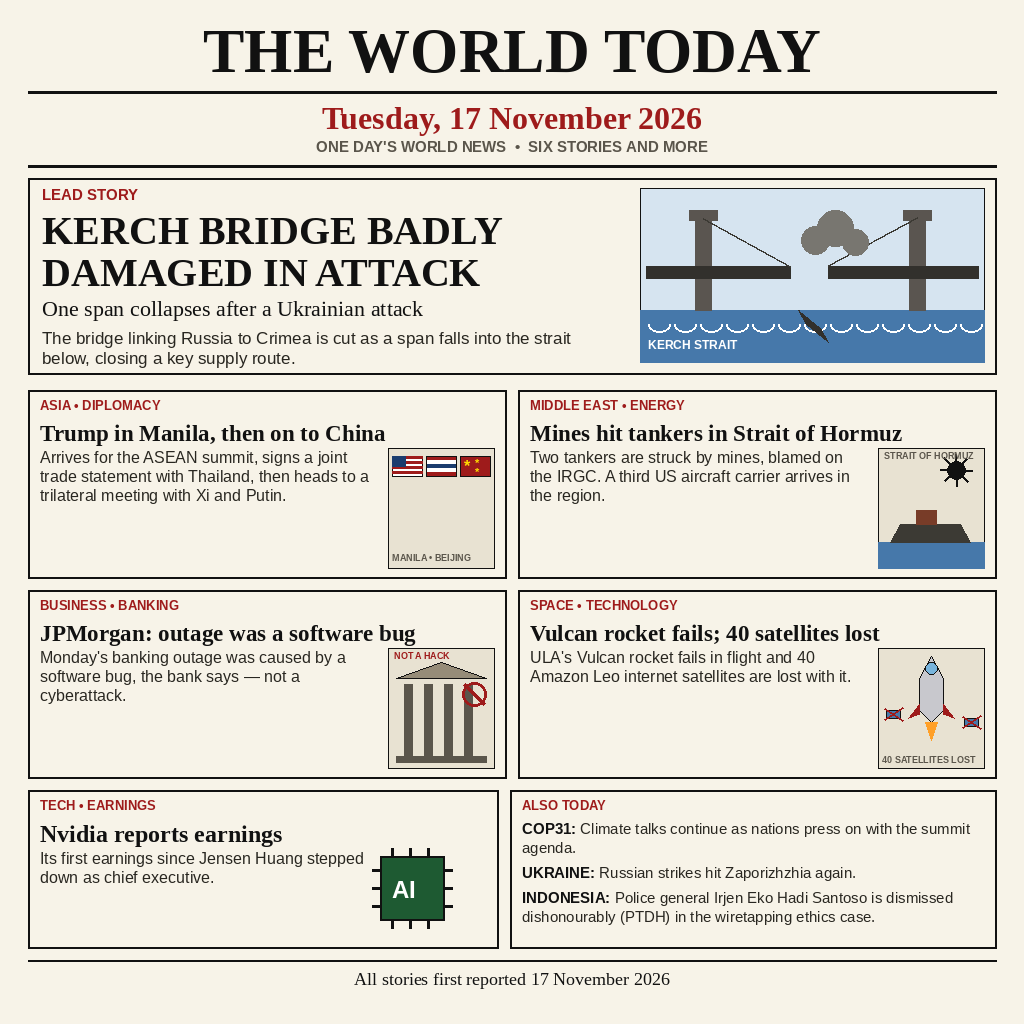 THE WORLD TODAY
Tuesday, 17 November 2026
ONE DAY'S WORLD NEWS • SIX STORIES AND MORE
LEAD STORY
KERCH BRIDGE BADLY
DAMAGED IN ATTACK
One span collapses after a Ukrainian attack
The bridge linking Russia to Crimea is cut as a span falls into the strait
below, closing a key supply route.
KERCH STRAIT
ASIA • DIPLOMACY
Trump in Manila, then on to China
Arrives for the ASEAN summit, signs a joint
trade statement with Thailand, then heads to a
trilateral meeting with Xi and Putin.
MANILA • BEIJING
MIDDLE EAST • ENERGY
Mines hit tankers in Strait of Hormuz
Two tankers are struck by mines, blamed on
the IRGC. A third US aircraft carrier arrives in
the region.
STRAIT OF HORMUZ
BUSINESS • BANKING
JPMorgan: outage was a software bug
Monday's banking outage was caused by a
software bug, the bank says — not a
cyberattack.
NOT A HACK
SPACE • TECHNOLOGY
Vulcan rocket fails; 40 satellites lost
ULA's Vulcan rocket fails in flight and 40
Amazon Leo internet satellites are lost with it.
40 SATELLITES LOST
TECH • EARNINGS
Nvidia reports earnings
Its first earnings since Jensen Huang stepped
down as chief executive.
AI
ALSO TODAY
COP31: Climate talks continue as nations press on with the summit
agenda.
UKRAINE: Russian strikes hit Zaporizhzhia again.
INDONESIA: Police general Irjen Eko Hadi Santoso is dismissed
dishonourably (PTDH) in the wiretapping ethics case.
All stories first reported 17 November 2026